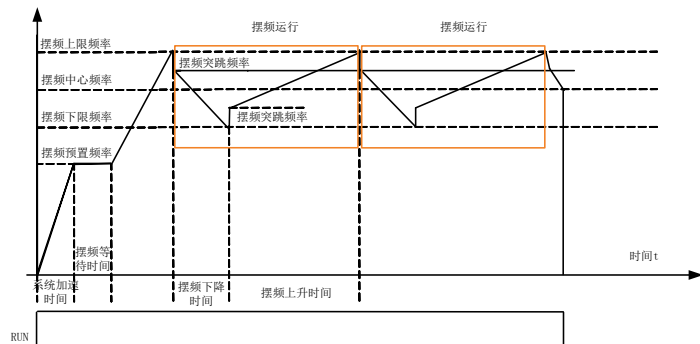 摆频运行
摆频运行
摆频上限频率
摆频突跳频率
摆频中心频率
摆频下限频率
摆频突跳频率
摆频预置频率
摆频等
待时间
时间t
系统加速
时间
摆频下降
时间
摆频上升时间
RUN